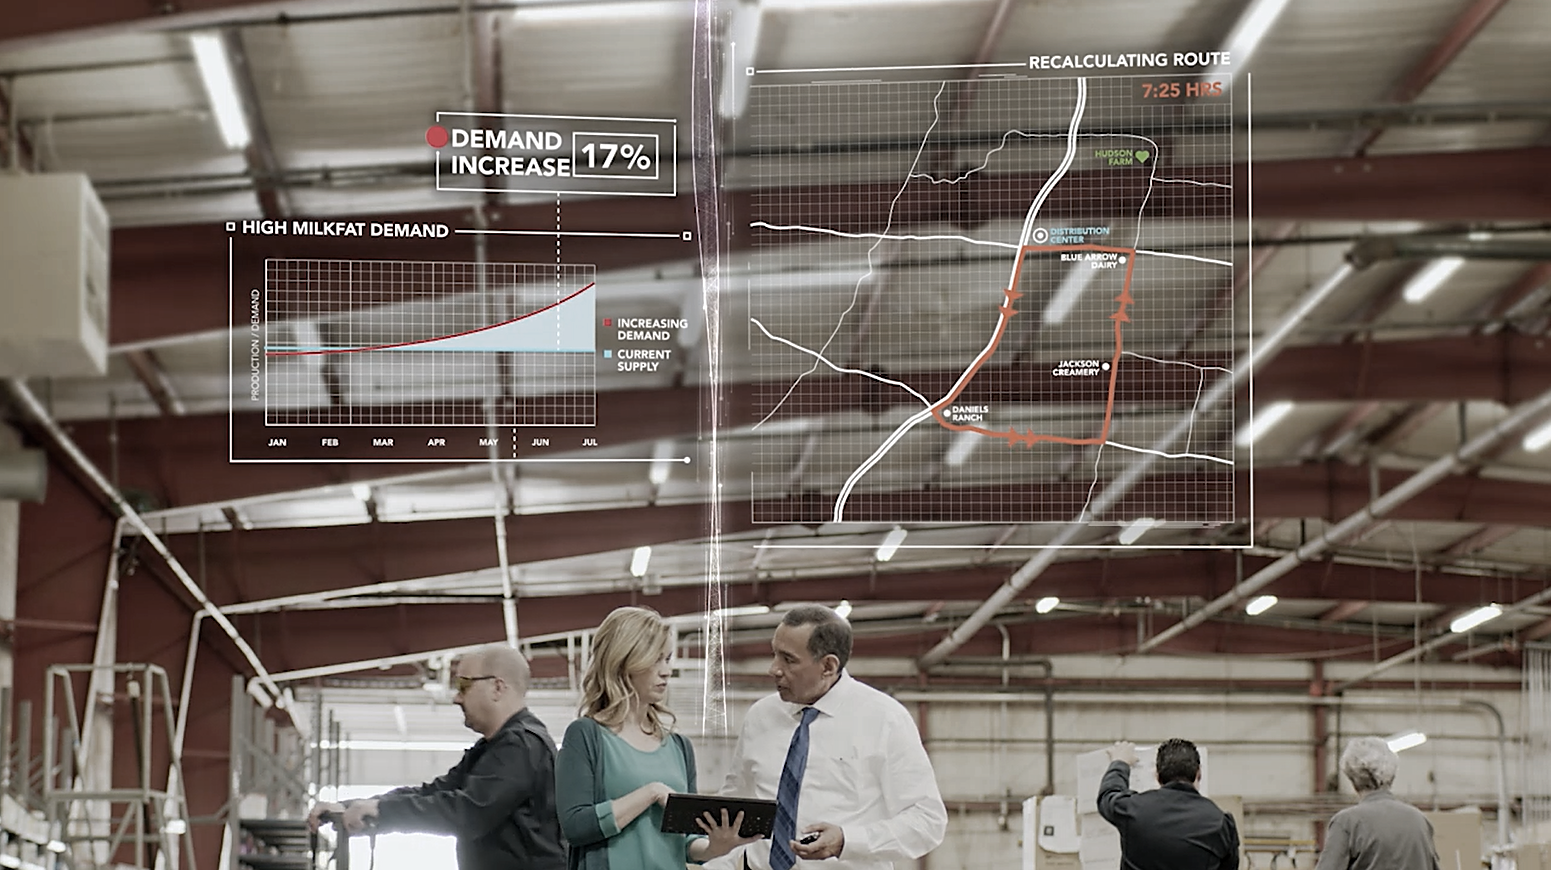 DEMAND
INCREASE
17%
HIGH MILKFAT DEMAND
PRODUCTION / DEMAND
INCREASING
DEMAND
CURRENT
SUPPLY
JAN FEB MAR APR MAY JUN JUL
RECALCULATING ROUTE
7:25 HRS
HUDSON
FARM
DISTRIBUTION
CENTER
BLUE ARROW
DAIRY
JACKSON
CREAMERY
DANIELS
RANCH